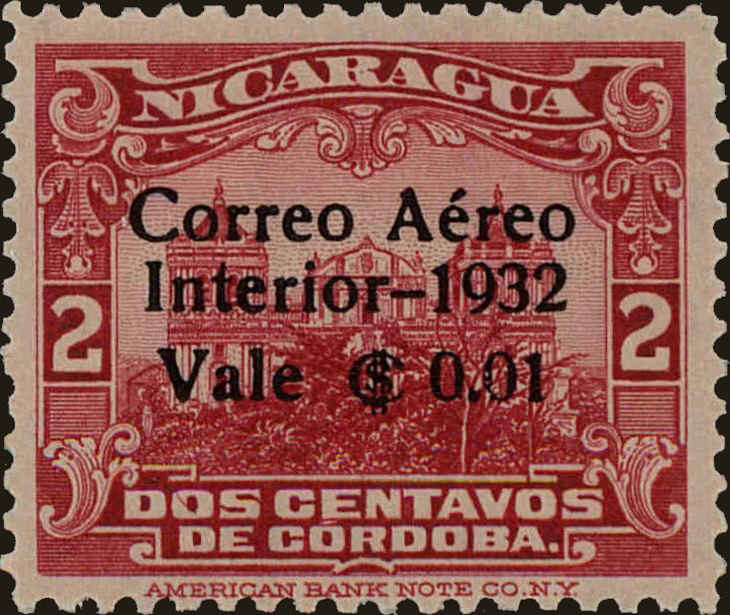 NICARAGUA
Correo Aéreo
Interior-1932
Vale ₡$ 0.01
2 2
DOS CENTAVOS
DE CORDOBA.
AMERICAN BANK NOTE CO. N.Y.